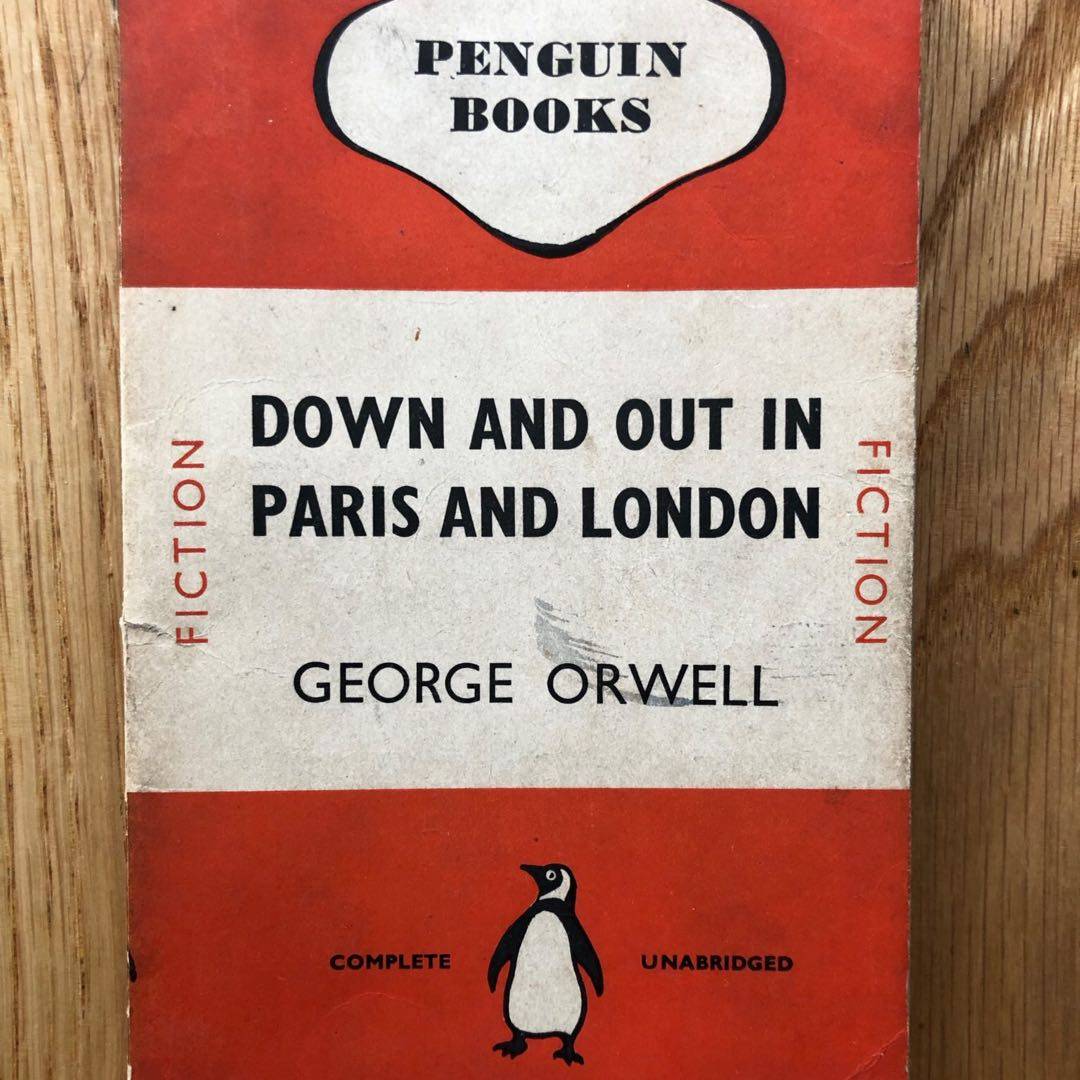 PENGUIN
BOOKS
DOWN AND OUT IN
PARIS AND LONDON
FICTION
FICTION
GEORGE ORWELL
COMPLETE
UNABRIDGED